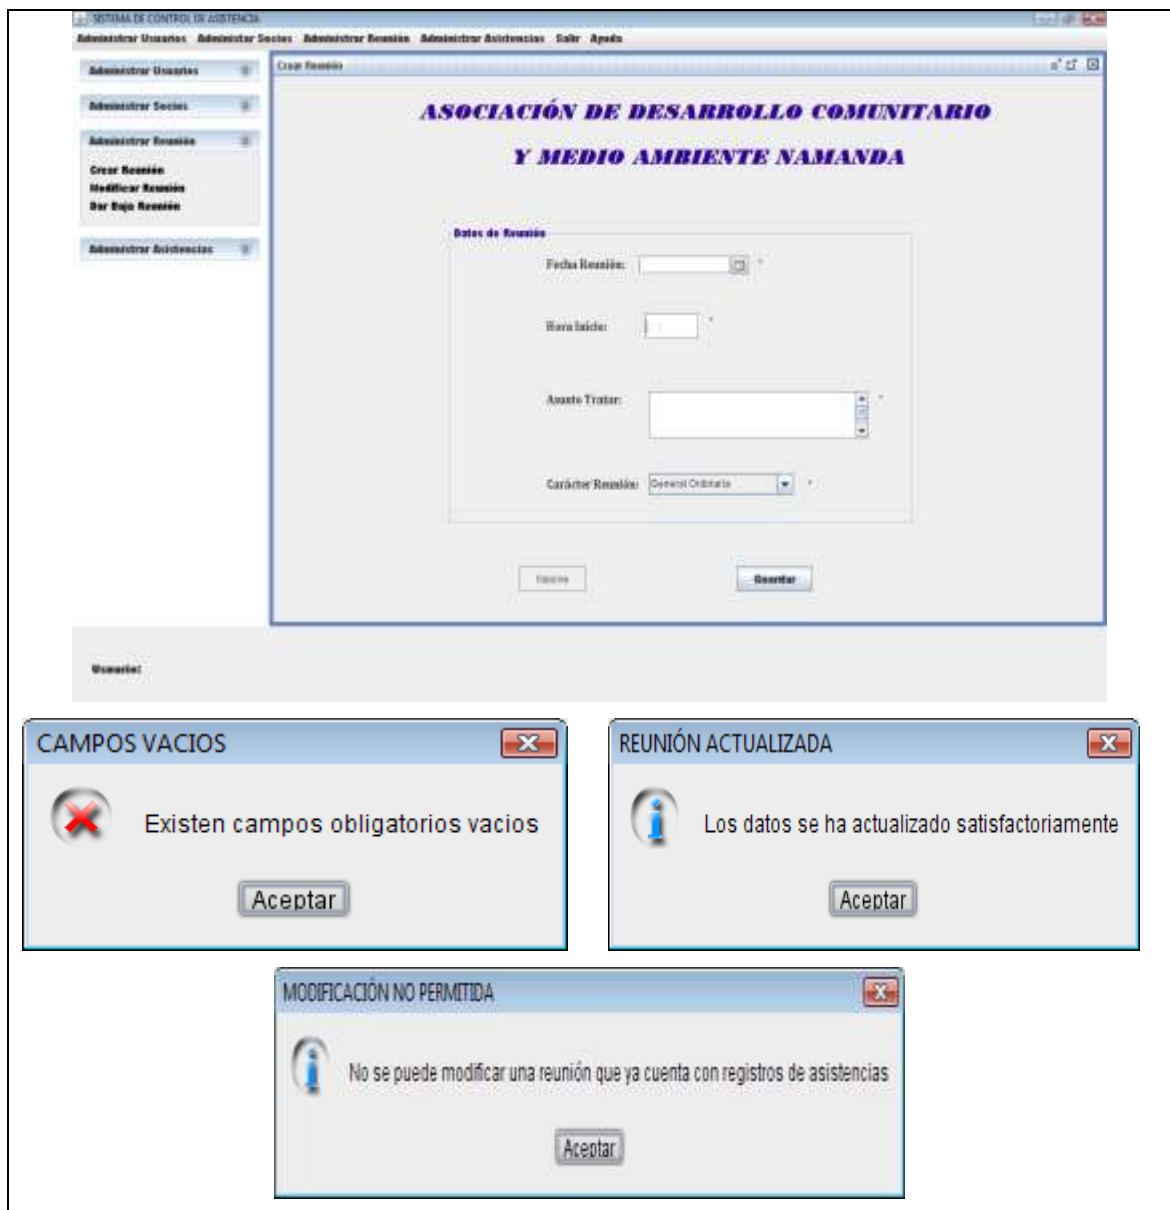 SISTEMA DE CONTROL DE ASISTENCIA
Administrar Usuarios Administar Socios Administrar Reunión Administrar Asistencias Salir Ayuda
Administrar Usuarios
Administrar Socios
Administrar Reunión
Crear Reunión
Modificar Reunión
Dar Baja Reunión
Administrar Asistencias
Crear Reunión
ASOCIACIÓN DE DESARROLLO COMUNITARIO
Y MEDIO AMBIENTE NAMANDA
Datos de Reunión
Fecha Reunión: *
Hora Inicio: : *
Asunto Tratar: *
Carácter Reunión: General Ordinaria *
Guardar
Usuario:
CAMPOS VACIOS
Existen campos obligatorios vacios
Aceptar
REUNIÓN ACTUALIZADA
Los datos se ha actualizado satisfactoriamente
Aceptar
MODIFICACIÓN NO PERMITIDA
No se puede modificar una reunión que ya cuenta con registros de asistencias
Aceptar